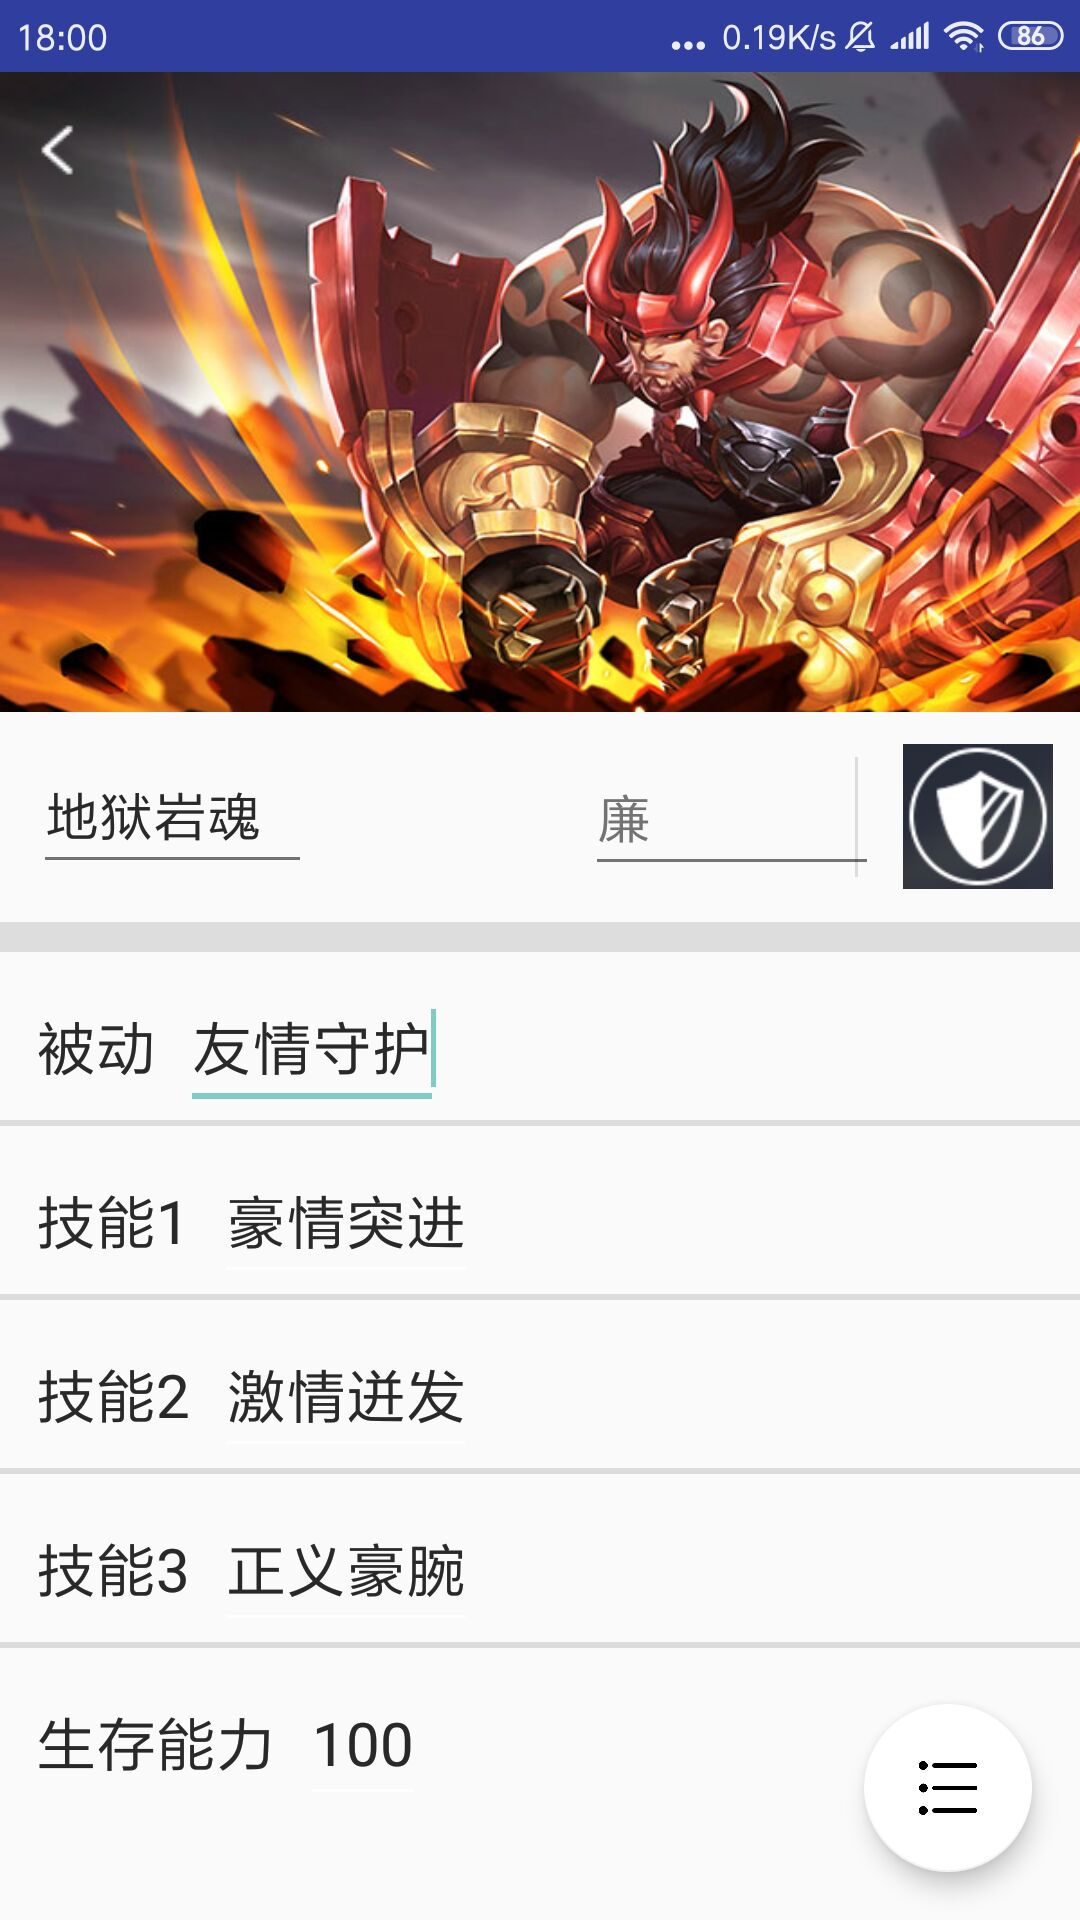 18:00 ... 0.19K/s 86
地狱岩魂 廉
被动 友情守护
技能1 豪情突进
技能2 激情迸发
技能3 正义豪腕
生存能力 100